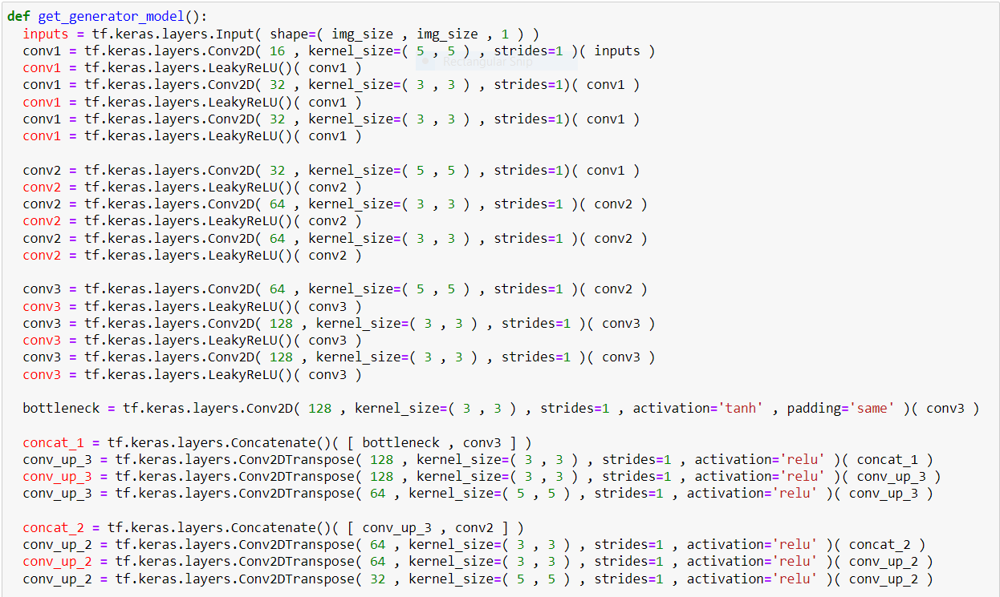 def get_generator_model():
  inputs = tf.keras.layers.Input( shape=( img_size , img_size , 1 ) )
  conv1 = tf.keras.layers.Conv2D( 16 , kernel_size=( 5 , 5 ) , strides=1 )( inputs )
Rectangular Snip
  conv1 = tf.keras.layers.LeakyReLU()( conv1 )
  conv1 = tf.keras.layers.Conv2D( 32 , kernel_size=( 3 , 3 ) , strides=1)( conv1 )
  conv1 = tf.keras.layers.LeakyReLU()( conv1 )
  conv1 = tf.keras.layers.Conv2D( 32 , kernel_size=( 3 , 3 ) , strides=1)( conv1 )
  conv1 = tf.keras.layers.LeakyReLU()( conv1 )

  conv2 = tf.keras.layers.Conv2D( 32 , kernel_size=( 5 , 5 ) , strides=1)( conv1 )
  conv2 = tf.keras.layers.LeakyReLU()( conv2 )
  conv2 = tf.keras.layers.Conv2D( 64 , kernel_size=( 3 , 3 ) , strides=1 )( conv2 )
  conv2 = tf.keras.layers.LeakyReLU()( conv2 )
  conv2 = tf.keras.layers.Conv2D( 64 , kernel_size=( 3 , 3 ) , strides=1 )( conv2 )
  conv2 = tf.keras.layers.LeakyReLU()( conv2 )

  conv3 = tf.keras.layers.Conv2D( 64 , kernel_size=( 5 , 5 ) , strides=1 )( conv2 )
  conv3 = tf.keras.layers.LeakyReLU()( conv3 )
  conv3 = tf.keras.layers.Conv2D( 128 , kernel_size=( 3 , 3 ) , strides=1 )( conv3 )
  conv3 = tf.keras.layers.LeakyReLU()( conv3 )
  conv3 = tf.keras.layers.Conv2D( 128 , kernel_size=( 3 , 3 ) , strides=1 )( conv3 )
  conv3 = tf.keras.layers.LeakyReLU()( conv3 )

  bottleneck = tf.keras.layers.Conv2D( 128 , kernel_size=( 3 , 3 ) , strides=1 , activation='tanh' , padding='same' )( conv3 )

  concat_1 = tf.keras.layers.Concatenate()( [ bottleneck , conv3 ] )
  conv_up_3 = tf.keras.layers.Conv2DTranspose( 128 , kernel_size=( 3 , 3 ) , strides=1 , activation='relu' )( concat_1 )
  conv_up_3 = tf.keras.layers.Conv2DTranspose( 128 , kernel_size=( 3 , 3 ) , strides=1 , activation='relu' )( conv_up_3 )
  conv_up_3 = tf.keras.layers.Conv2DTranspose( 64 , kernel_size=( 5 , 5 ) , strides=1 , activation='relu' )( conv_up_3 )

  concat_2 = tf.keras.layers.Concatenate()( [ conv_up_3 , conv2 ] )
  conv_up_2 = tf.keras.layers.Conv2DTranspose( 64 , kernel_size=( 3 , 3 ) , strides=1 , activation='relu' )( concat_2 )
  conv_up_2 = tf.keras.layers.Conv2DTranspose( 64 , kernel_size=( 3 , 3 ) , strides=1 , activation='relu' )( conv_up_2 )
  conv_up_2 = tf.keras.layers.Conv2DTranspose( 32 , kernel_size=( 5 , 5 ) , strides=1 , activation='relu' )( conv_up_2 )